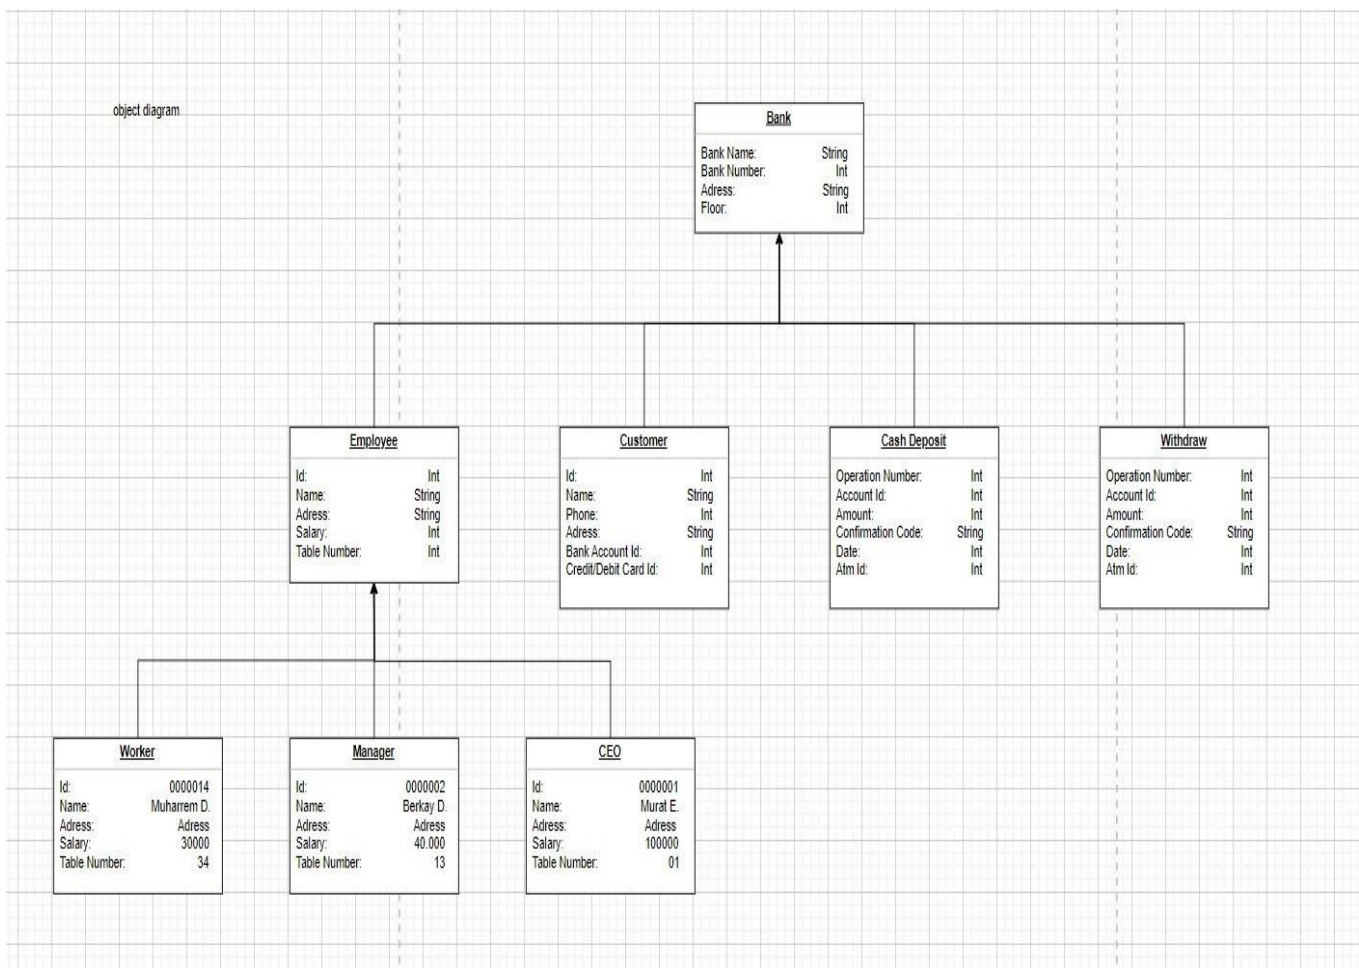 object diagram
Bank
Bank Name: String
Bank Number: Int
Adress: String
Floor: Int
Employee
Id: Int
Name: String
Adress: String
Salary: Int
Table Number: Int
Customer
Id: Int
Name: String
Phone: Int
Adress: String
Bank Account Id: Int
Credit/Debit Card Id: Int
Cash Deposit
Operation Number: Int
Account Id: Int
Amount: Int
Confirmation Code: String
Date: Int
Atm Id: Int
Withdraw
Operation Number: Int
Account Id: Int
Amount: Int
Confirmation Code: String
Date: Int
Atm Id: Int
Worker
Id: 0000014
Name: Muharrem D.
Adress: Adress
Salary: 30000
Table Number: 34
Manager
Id: 0000002
Name: Berkay D.
Adress: Adress
Salary: 40.000
Table Number: 13
CEO
Id: 0000001
Name: Murat E.
Adress: Adress
Salary: 100000
Table Number: 01